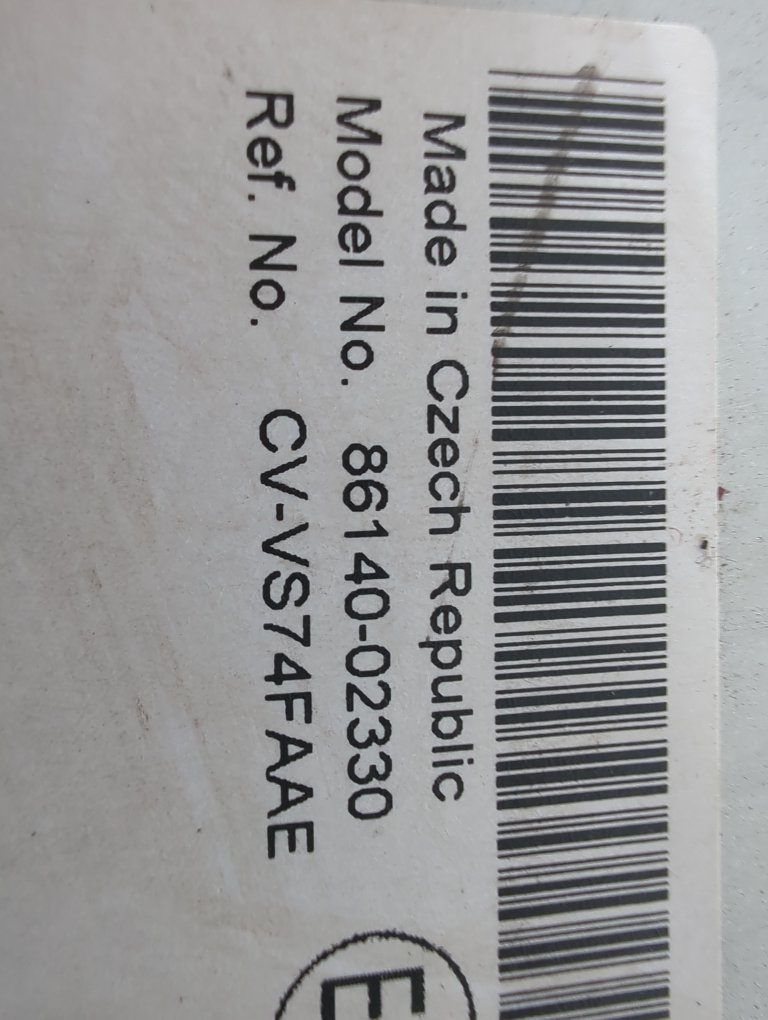 Made in Czech Republic
Model No. 86140-02330
Ref. No. CV-VS74FAAE
E